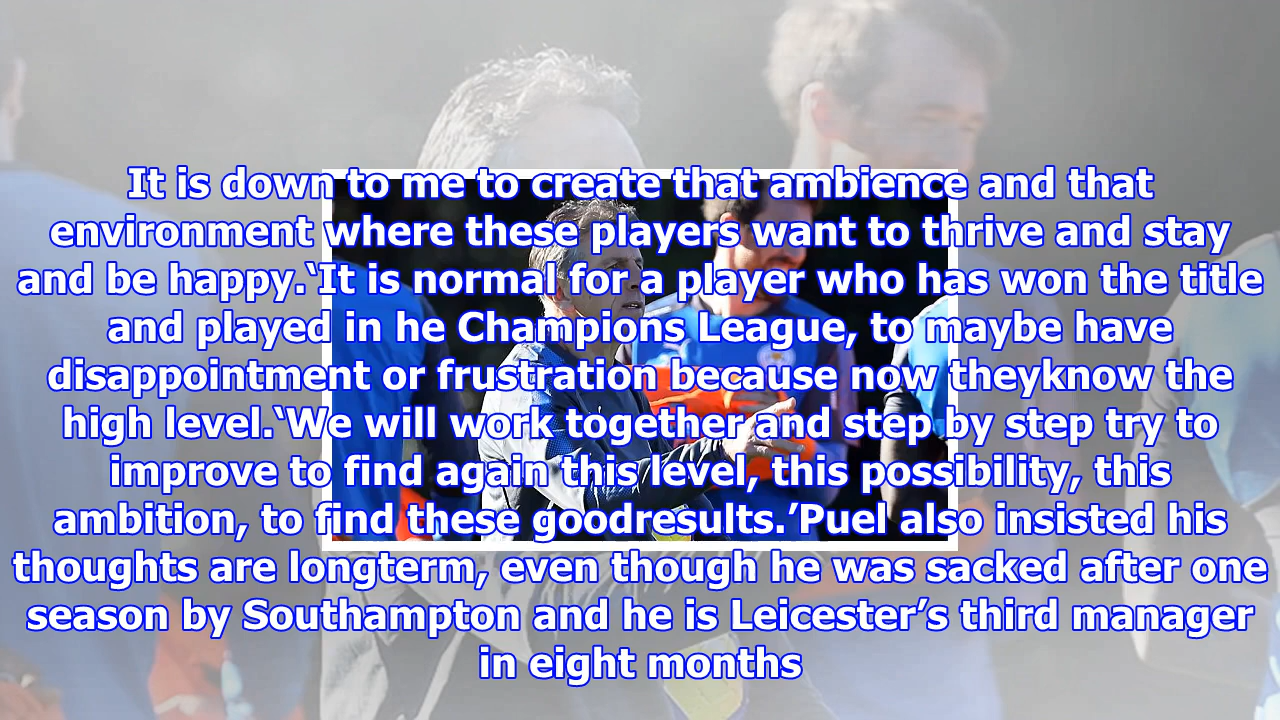 It is down to me to create that ambience and that
environment where these players want to thrive and stay
and be happy.‘It is normal for a player who has won the title
and played in he Champions League, to maybe have
disappointment or frustration because now theyknow the
high level.‘We will work together and step by step try to
improve to find again this level, this possibility, this
ambition, to find these goodresults.’Puel also insisted his
thoughts are longterm, even though he was sacked after one
season by Southampton and he is Leicester’s third manager
in eight months